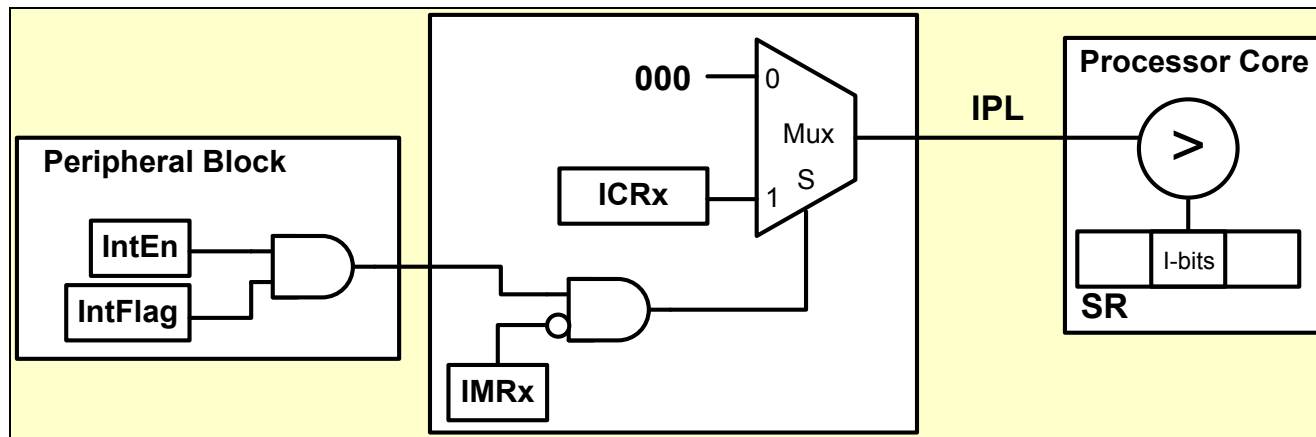 Peripheral Block
IntEn
IntFlag
000
0
Mux
S
1
ICRx
IMRx
IPL
Processor Core
>
I-bits
SR